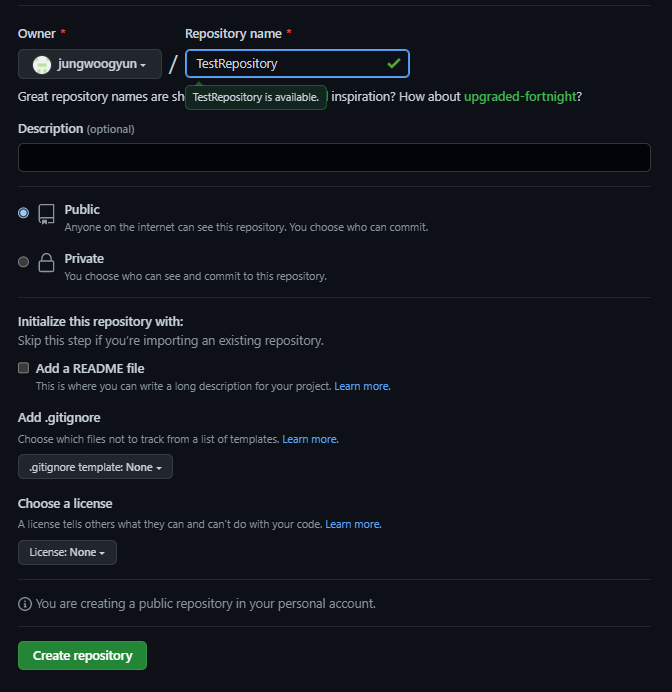 Owner * Repository name *
jungwoogyun / TestRepository
Great repository names are sh TestRepository is available. inspiration? How about upgraded-fortnight?
Description (optional)
Public
Anyone on the internet can see this repository. You choose who can commit.
Private
You choose who can see and commit to this repository.
Initialize this repository with:
Skip this step if you're importing an existing repository.
Add a README file
This is where you can write a long description for your project. Learn more.
Add .gitignore
Choose which files not to track from a list of templates. Learn more.
.gitignore template: None
Choose a license
A license tells others what they can and can't do with your code. Learn more.
License: None
You are creating a public repository in your personal account.
Create repository